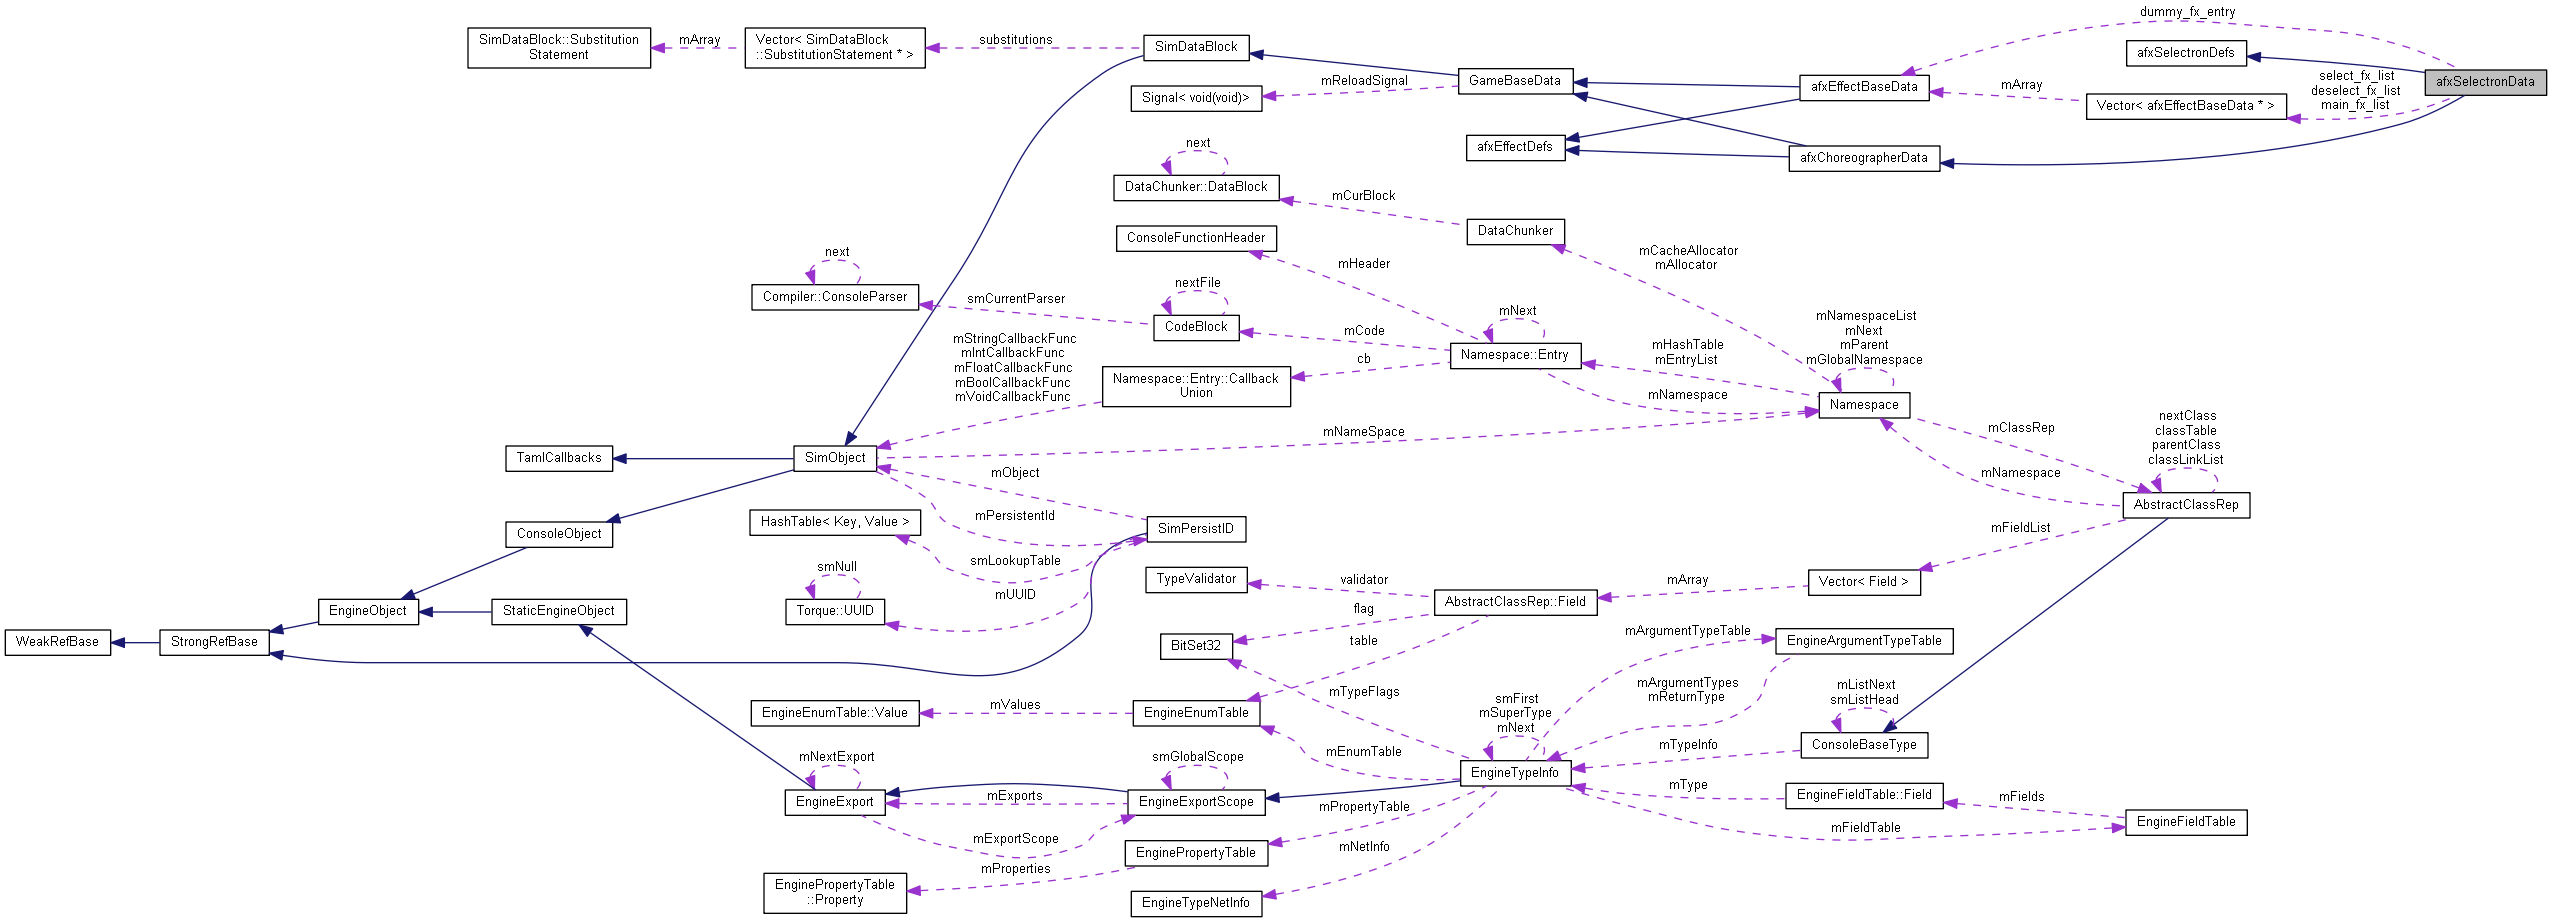 dummy_fx_entry
SimDataBlock::Substitution
Statement
mArray
Vector< SimDataBlock
::SubstitutionStatement * >
substitutions
SimDataBlock
afxSelectronDefs
mReloadSignal
GameBaseData
afxEffectBaseData
mArray
select_fx_list
deselect_fx_list
main_fx_list
afxSelectronData
Signal< void(void)>
Vector< afxEffectBaseData * >
afxEffectDefs
afxChoreographerData
next
DataChunker::DataBlock
mCurBlock
DataChunker
ConsoleFunctionHeader
mHeader
mCacheAllocator
mAllocator
next
Compiler::ConsoleParser
smCurrentParser
nextFile
CodeBlock
mCode
mNext
Namespace::Entry
cb
Namespace::Entry::Callback
Union
mStringCallbackFunc
mIntCallbackFunc
mFloatCallbackFunc
mBoolCallbackFunc
mVoidCallbackFunc
mHashTable
mEntryList
mNamespace
mNamespaceList
mNext
mParent
mGlobalNamespace
Namespace
mNameSpace
mClassRep
mNamespace
nextClass
classTable
parentClass
classLinkList
AbstractClassRep
TamlCallbacks
SimObject
mObject
mPersistentId
SimPersistID
HashTable< Key, Value >
smLookupTable
mUUID
smNull
Torque::UUID
ConsoleObject
EngineObject
StaticEngineObject
WeakRefBase
StrongRefBase
mFieldList
Vector< Field >
mArray
AbstractClassRep::Field
validator
TypeValidator
flag
BitSet32
table
mTypeFlags
mArgumentTypeTable
EngineArgumentTypeTable
mArgumentTypes
mReturnType
EngineEnumTable::Value
mValues
EngineEnumTable
mEnumTable
smFirst
mSuperType
mNext
EngineTypeInfo
mListNext
smListHead
ConsoleBaseType
mTypeInfo
mNextExport
EngineExport
mExports
mExportScope
smGlobalScope
EngineExportScope
mType
EngineFieldTable::Field
mFields
EngineFieldTable
mFieldTable
mPropertyTable
mNetInfo
EnginePropertyTable
mProperties
EnginePropertyTable
::Property
EngineTypeNetInfo